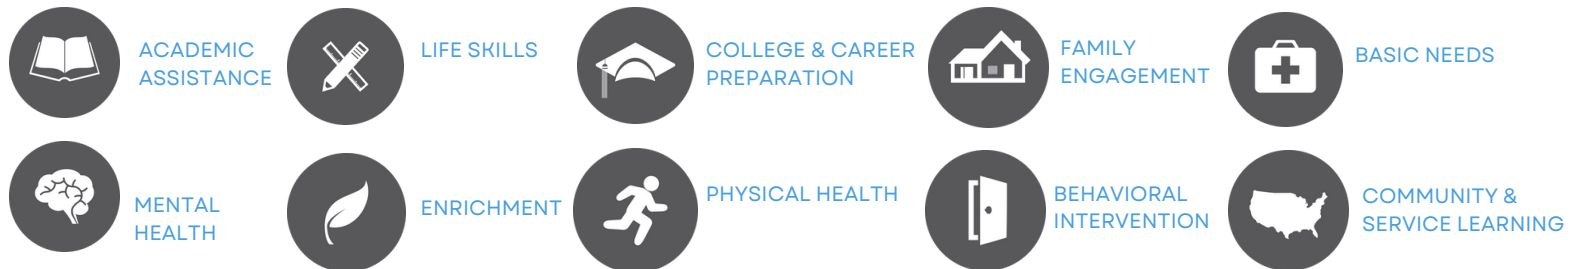 ACADEMIC
ASSISTANCE
LIFE SKILLS
COLLEGE & CAREER
PREPARATION
FAMILY
ENGAGEMENT
BASIC NEEDS
MENTAL
HEALTH
ENRICHMENT
PHYSICAL HEALTH
BEHAVIORAL
INTERVENTION
COMMUNITY &
SERVICE LEARNING